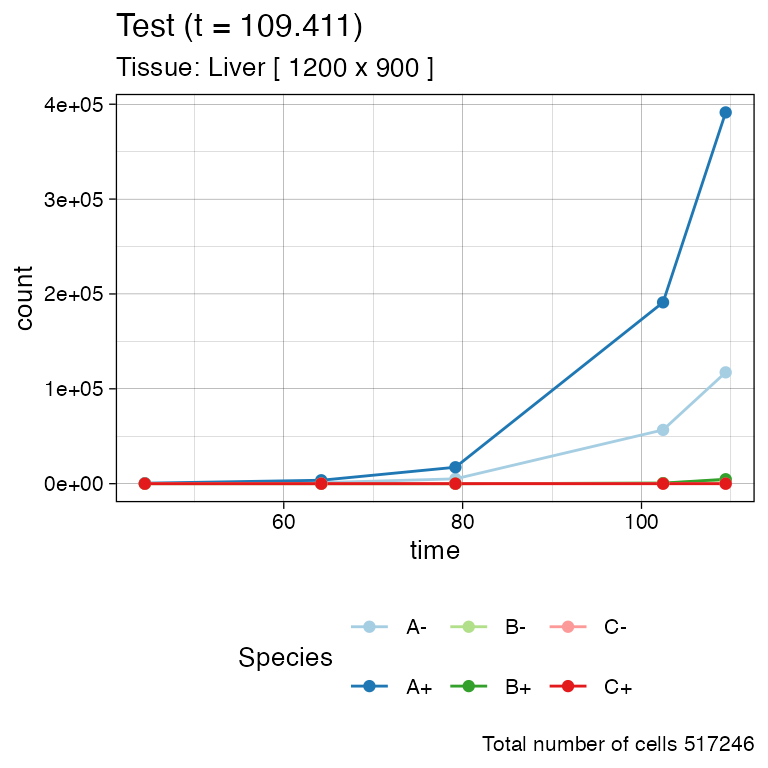 Test (t = 109.411)
Tissue: Liver [ 1200 x 900 ]
4e+05
3e+05
2e+05
1e+05
0e+00
count
60 80 100
time
Species
A- B- C-
A+ B+ C+
Total number of cells 517246